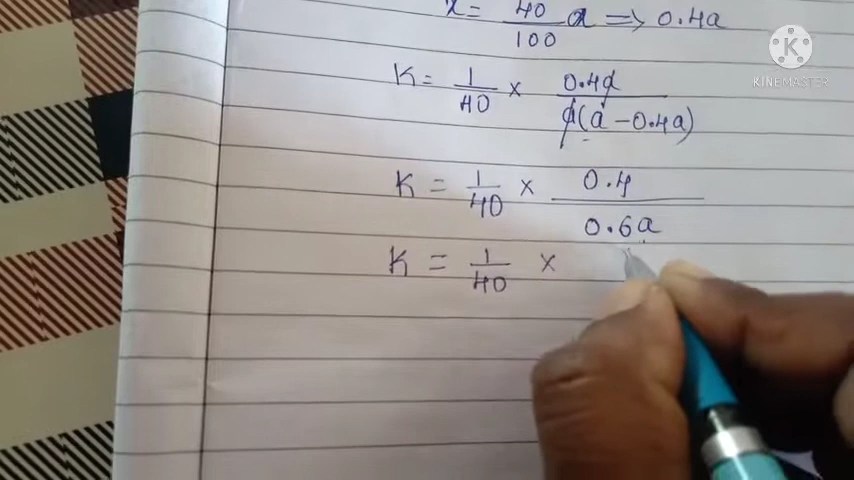 x = 40/100 a => 0.4a
K
KINEMASTER
K = 1/40 × 0.4a/a(a - 0.4a)
K = 1/40 × 0.4/0.6a
K = 1/40 ×